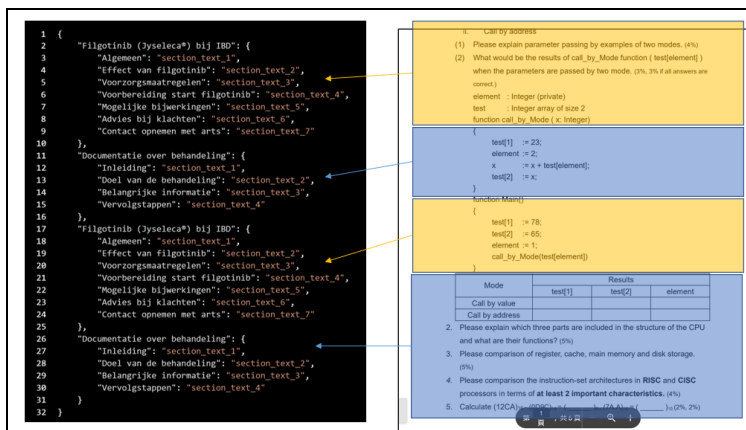 1 {
2 "Filgotinib (Jyseleca®) bij IBD": {
3 "Algemeen": "section_text_1",
4 "Effect van filgotinib": "section_text_2",
5 "Voorzorgsmaatregelen": "section_text_3",
6 "Voorbereiding start filgotinib": "section_text_4",
7 "Mogelijke bijwerkingen": "section_text_5",
8 "Advies bij klachten": "section_text_6",
9 "Contact opnemen met arts": "section_text_7"
10 },
11 "Documentatie over behandeling": {
12 "Inleiding": "section_text_1",
13 "Doel van de behandeling": "section_text_2",
14 "Belangrijke informatie": "section_text_3",
15 "Vervolgstappen": "section_text_4"
16 },
17 "Filgotinib (Jyseleca®) bij IBD": {
18 "Algemeen": "section_text_1",
19 "Effect van filgotinib": "section_text_2",
20 "Voorzorgsmaatregelen": "section_text_3",
21 "Voorbereiding start filgotinib": "section_text_4",
22 "Mogelijke bijwerkingen": "section_text_5",
23 "Advies bij klachten": "section_text_6",
24 "Contact opnemen met arts": "section_text_7"
25 },
26 "Documentatie over behandeling": {
27 "Inleiding": "section_text_1",
28 "Doel van de behandeling": "section_text_2",
29 "Belangrijke informatie": "section_text_3",
30 "Vervolgstappen": "section_text_4"
31 }
32 }
ii. Call by address
(1) Please explain parameter passing by examples of two modes. (4%)
(2) What would be the results of call_by_Mode function ( test[element] )
when the parameters are passed by two mode. (3%, 3% if all answers are
correct.)
element : Integer (private)
test : Integer array of size 2
function call_by_Mode ( x: Integer)
{
test[1] := 23;
element := 2;
x := x + test[element];
test[2] := x;
}
function Main()
{
test[1] := 78;
test[2] := 65;
element := 1;
call_by_Mode(test[element])
}
Mode Results
test[1] test[2] element
Call by value
Call by address
2. Please explain which three parts are included in the structure of the CPU
and what are their functions? (5%)
3. Please comparison of register, cache, main memory and disk storage.
(5%)
4. Please comparison the instruction-set architectures in RISC and CISC
processors in terms of at least 2 important characteristics. (4%)
5. Calculate (12CA) (2%, 2%)
第 1 頁 , 共 6 頁